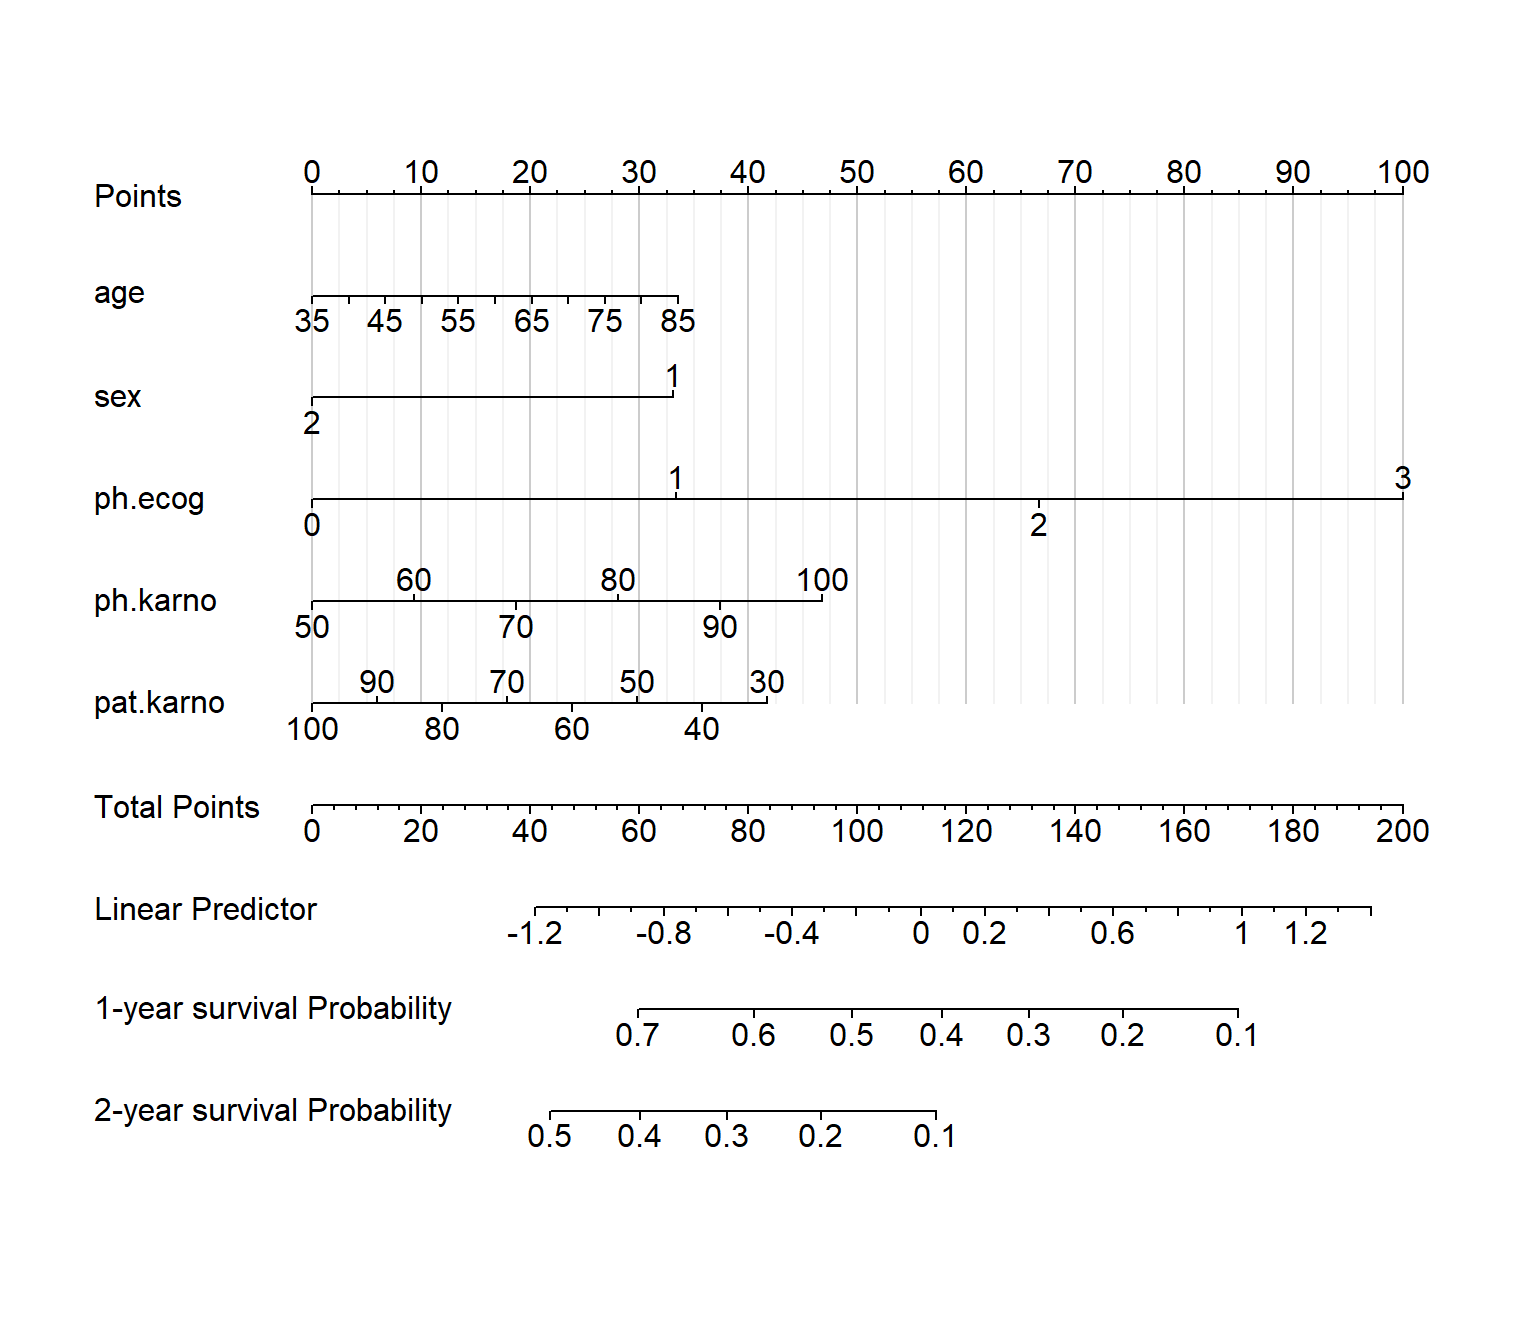 Points 0 10 20 30 40 50 60 70 80 90 100
age 35 45 55 65 75 85
sex 1
2
ph.ecog 1 3
0 2
ph.karno 60 80 100
50 70 90
pat.karno 90 70 50 30
100 80 60 40
Total Points
0 20 40 60 80 100 120 140 160 180 200
Linear Predictor
-1.2 -0.8 -0.4 0 0.2 0.6 1 1.2
1-year survival Probability
0.7 0.6 0.5 0.4 0.3 0.2 0.1
2-year survival Probability
0.5 0.4 0.3 0.2 0.1